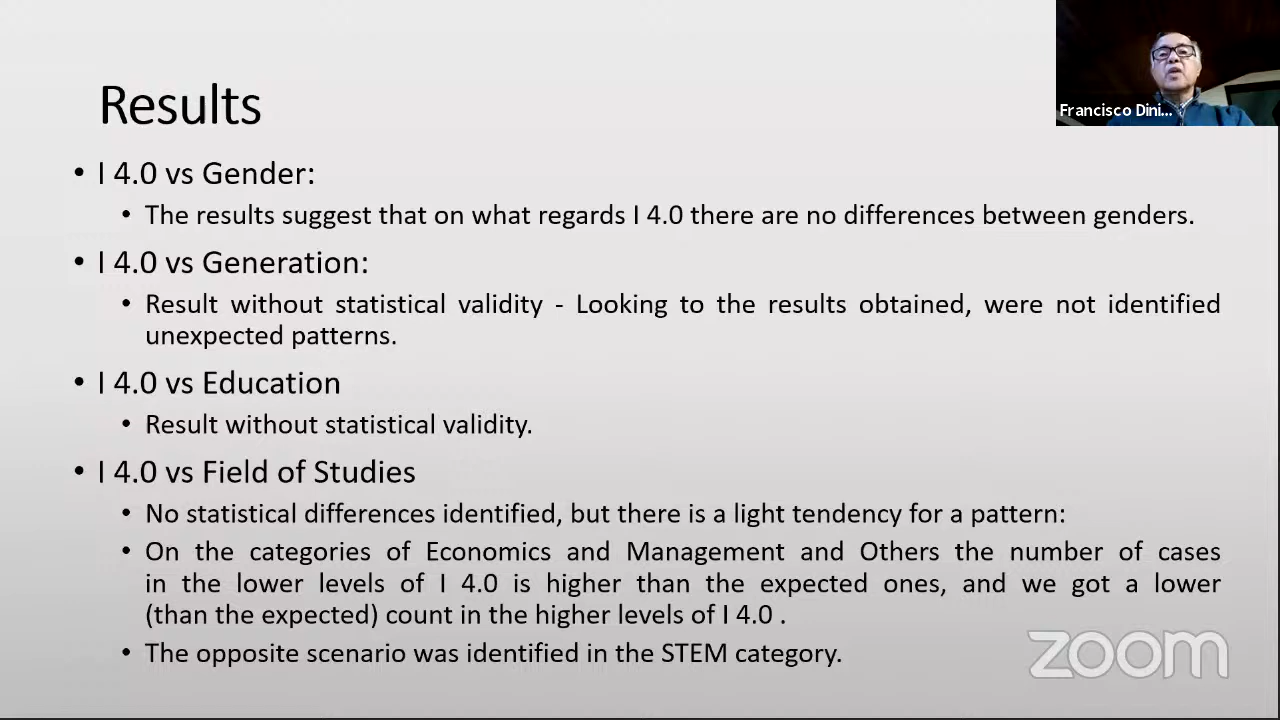 Results
Francisco Dini...
• I 4.0 vs Gender:
• The results suggest that on what regards I 4.0 there are no differences between genders.
• I 4.0 vs Generation:
• Result without statistical validity - Looking to the results obtained, were not identified
unexpected patterns.
• I 4.0 vs Education
• Result without statistical validity.
• I 4.0 vs Field of Studies
• No statistical differences identified, but there is a light tendency for a pattern:
• On the categories of Economics and Management and Others the number of cases
in the lower levels of I 4.0 is higher than the expected ones, and we got a lower
(than the expected) count in the higher levels of I 4.0 .
• The opposite scenario was identified in the STEM category.
zoom